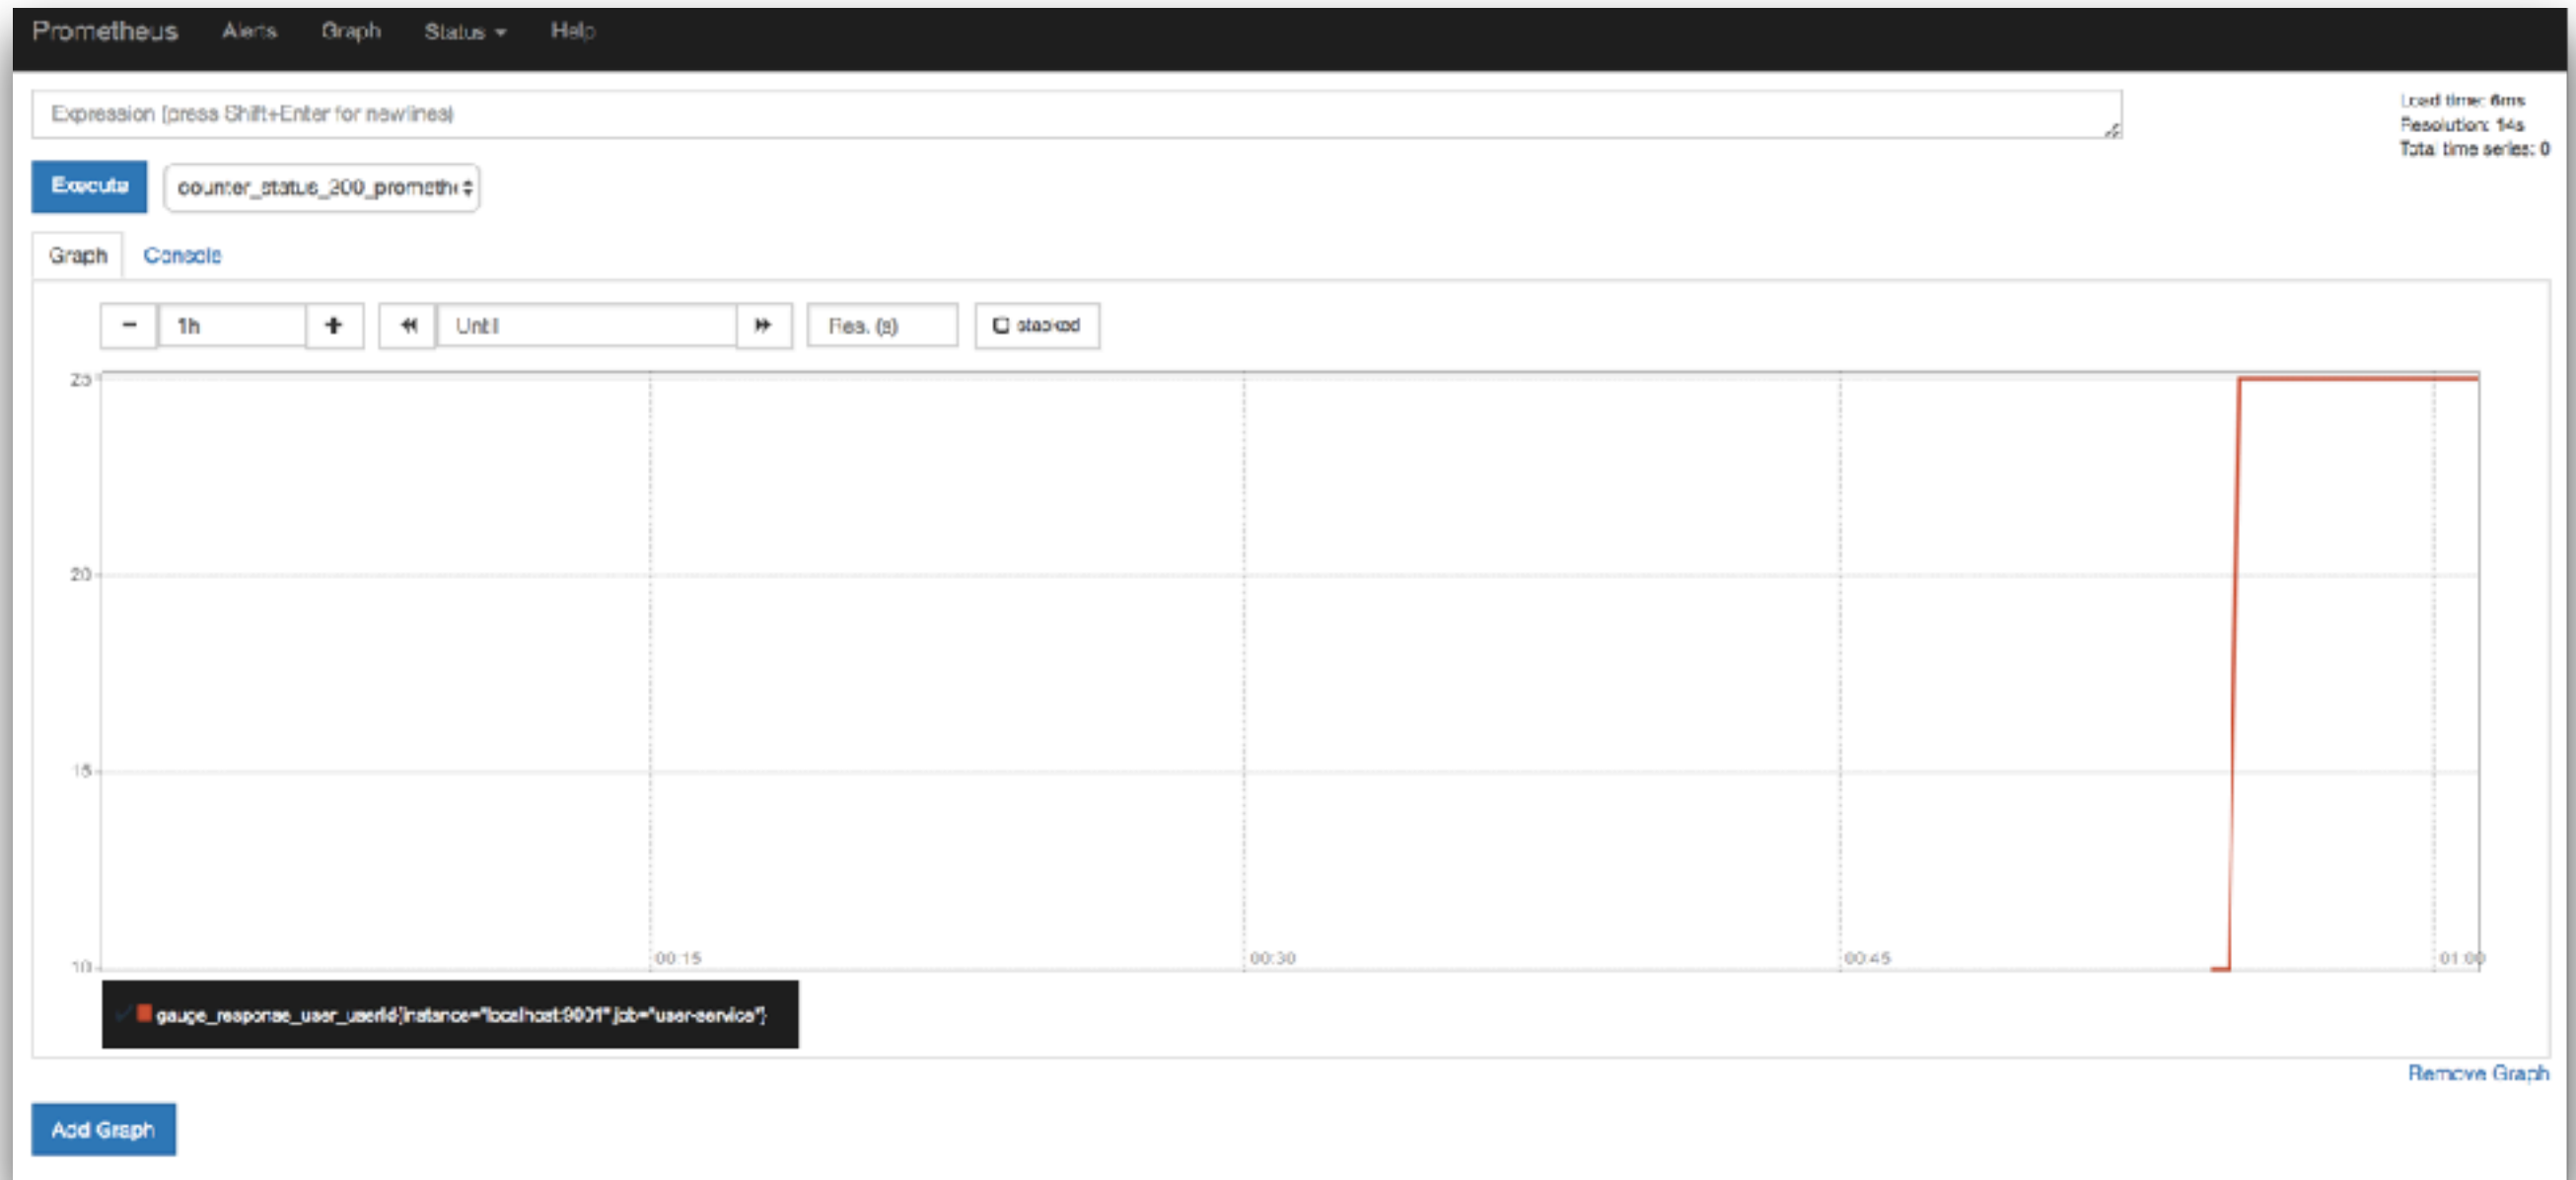 Prometheus Alerts Graph Status Help
Expression (press Shift+Enter for newlines)
Load time: 6ms
Resolution: 14s
Total time series: 0
Execute counter_status_200_promethe
Graph Console
1h Until Res. (s) stacked
25
20
15
10
00:15 00:30 00:45 01:00
gauge_response_user_userId{instance="localhost:9001",job="user-service"}
Remove Graph
Add Graph